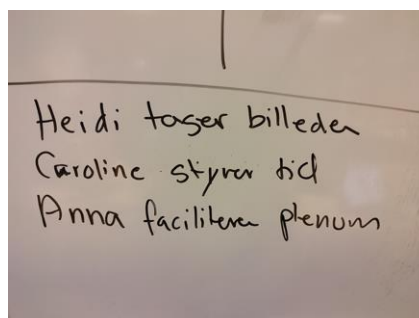 Heidi tager billeder
Caroline styrer tid
Anna faciliterer plenum